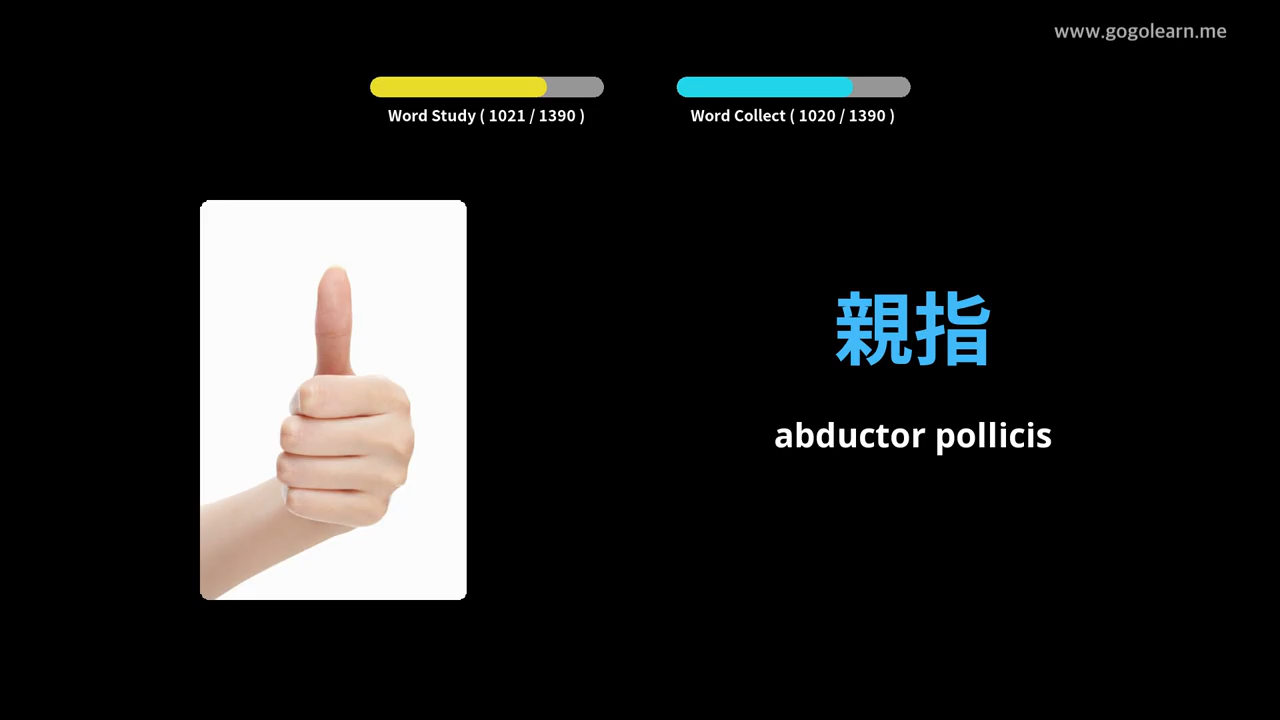 www.gogolearn.me
Word Study ( 1021 / 1390 )
Word Collect ( 1020 / 1390 )
親指
abductor pollicis